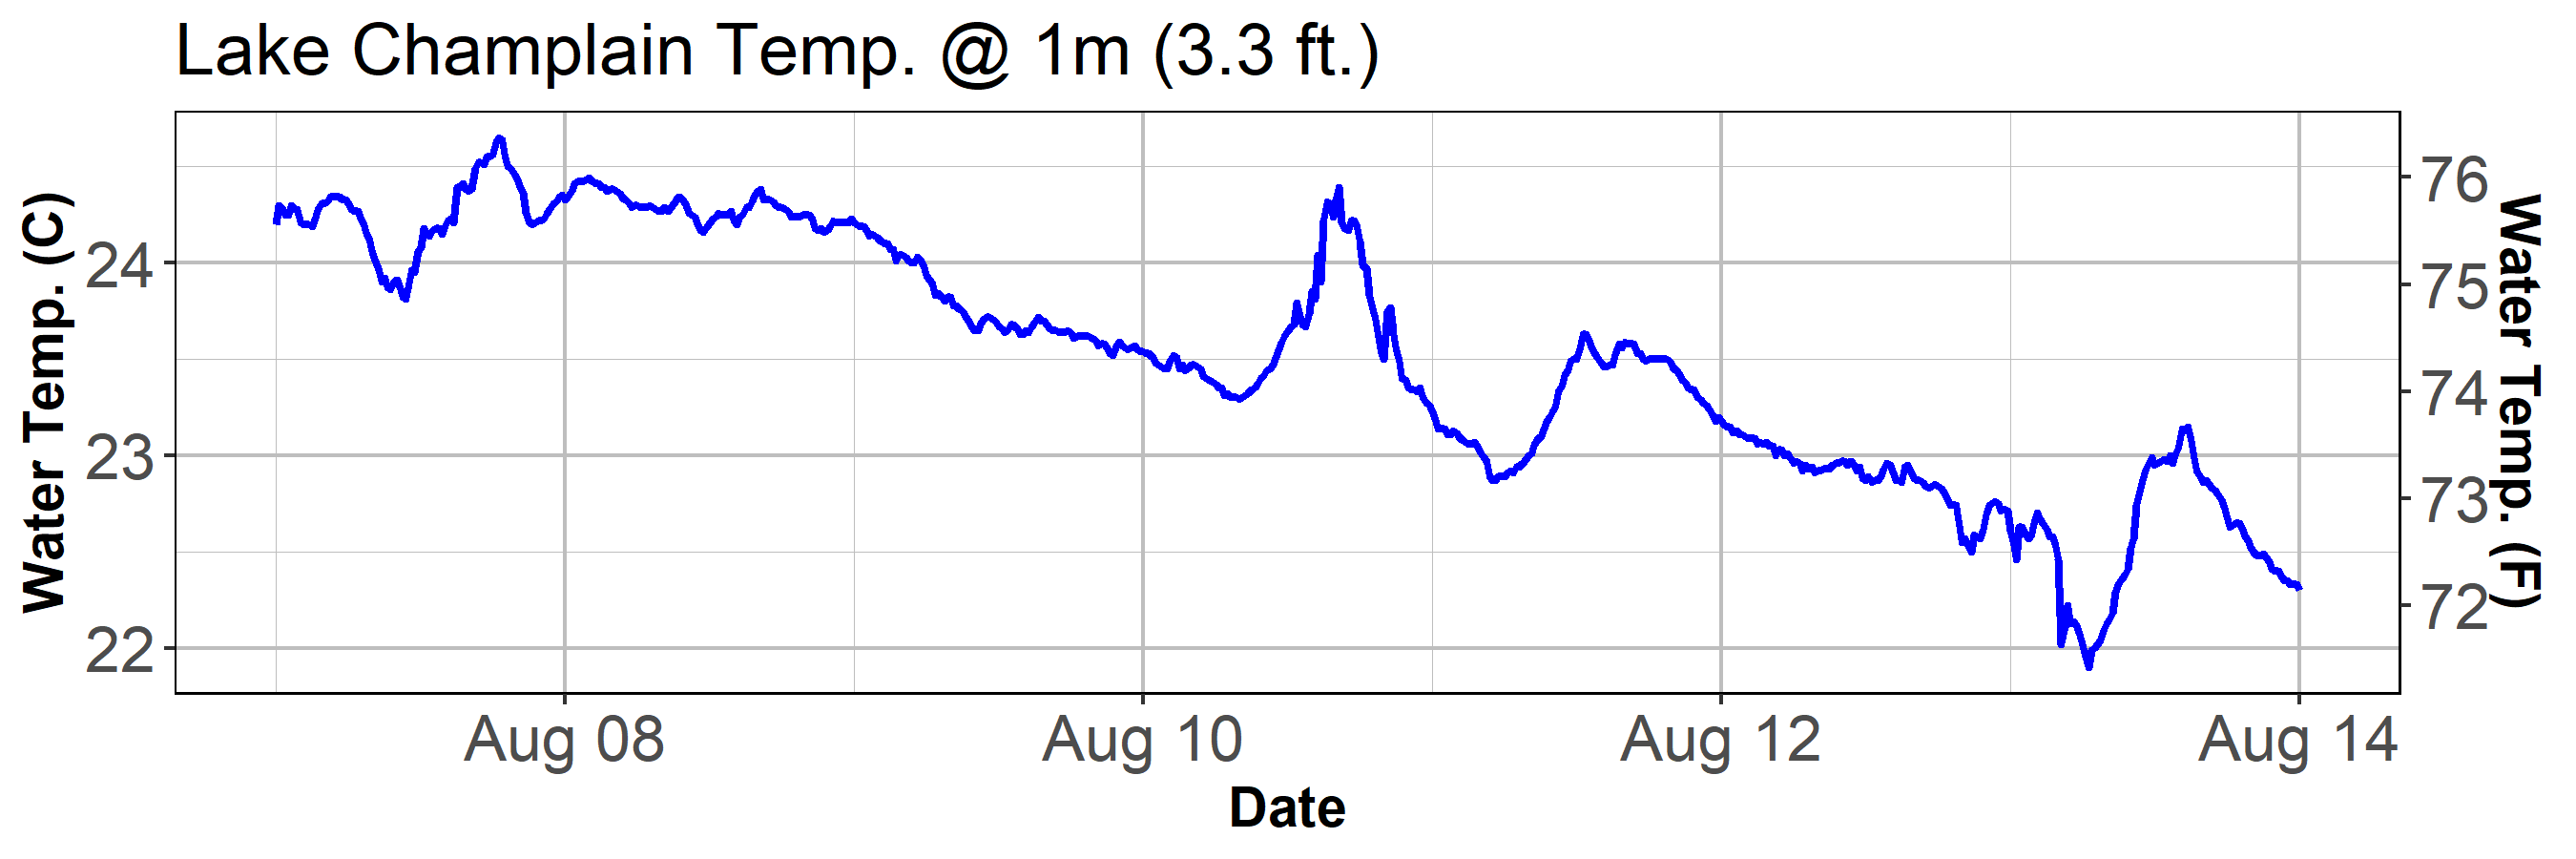 Lake Champlain Temp. @ 1m (3.3 ft.)
Water Temp. (C)
24
23
22
76
75
74
73
72
Water Temp. (F)
Aug 08
Aug 10
Aug 12
Aug 14
Date